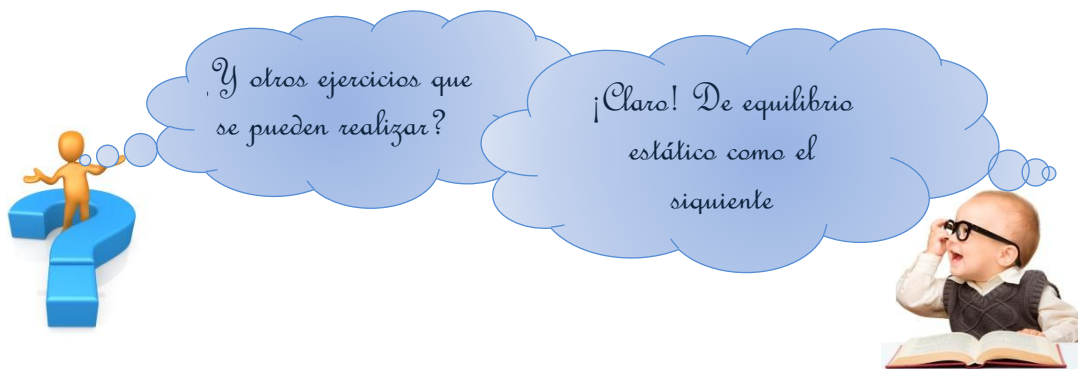 ¿Y otros ejercicios que
se pueden realizar?
¡Claro! De equilibrio
estático como el
siguiente